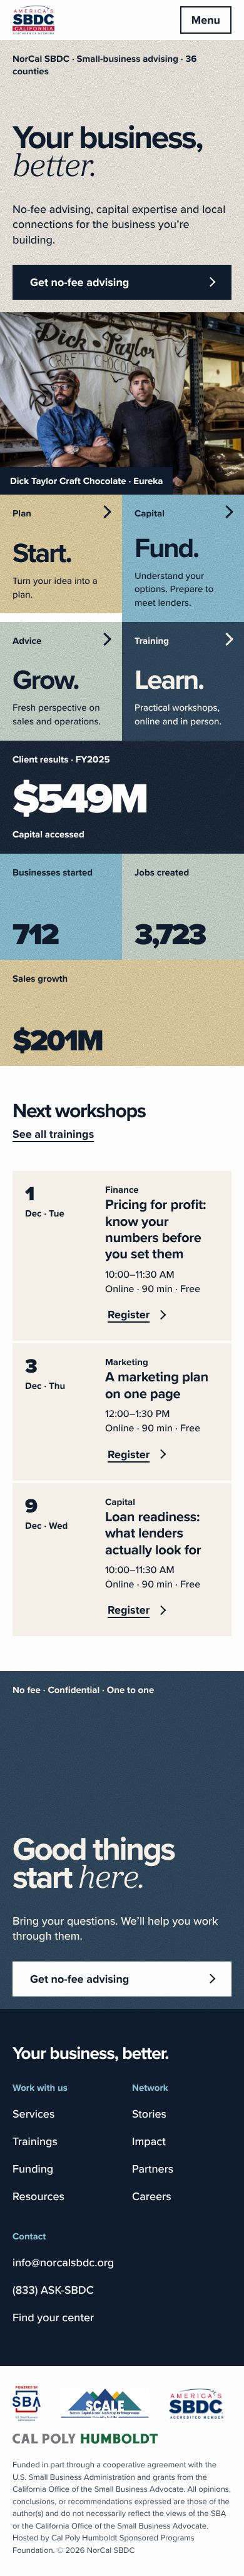 AMERICA'S
SBDC
CALIFORNIA
Menu
NorCal SBDC · Small-business advising · 36
counties
Your business,
better.
No-fee advising, capital expertise and local
connections for the business you're
building.
Get no-fee advising
Dick Taylor
CRAFT CHOCOLATE
Dick Taylor Craft Chocolate · Eureka
Plan
Start.
Turn your idea into a
plan.
Capital
Fund.
Understand your
options. Prepare to
meet lenders.
Advice
Grow.
Fresh perspective on
sales and operations.
Training
Learn.
Practical workshops,
online and in person.
Client results · FY2025
$549M
Capital accessed
Businesses started
712
Jobs created
3,723
Sales growth
$201M
Next workshops
See all trainings
1
Dec · Tue
Finance
Pricing for profit:
know your
numbers before
you set them
10:00–11:30 AM
Online · 90 min · Free
Register
3
Dec · Thu
Marketing
A marketing plan
on one page
12:00–1:30 PM
Online · 90 min · Free
Register
9
Dec · Wed
Capital
Loan readiness:
what lenders
actually look for
10:00–11:30 AM
Online · 90 min · Free
Register
No fee · Confidential · One to one
Good things
start here.
Bring your questions. We'll help you work
through them.
Get no-fee advising
Your business, better.
Work with us
Services
Trainings
Funding
Resources
Network
Stories
Impact
Partners
Careers
Contact
info@norcalsbdc.org
(833) ASK-SBDC
Find your center
POWERED BY
SBA
SCALE
AMERICA'S
SBDC
ACCREDITED MEMBER
CAL POLY HUMBOLDT
Funded in part through a cooperative agreement with the
U.S. Small Business Administration and grants from the
California Office of the Small Business Advocate. All opinions,
conclusions, or recommendations expressed are those of the
author(s) and do not necessarily reflect the views of the SBA
or the California Office of the Small Business Advocate.
Hosted by Cal Poly Humboldt Sponsored Programs
Foundation. © 2026 NorCal SBDC